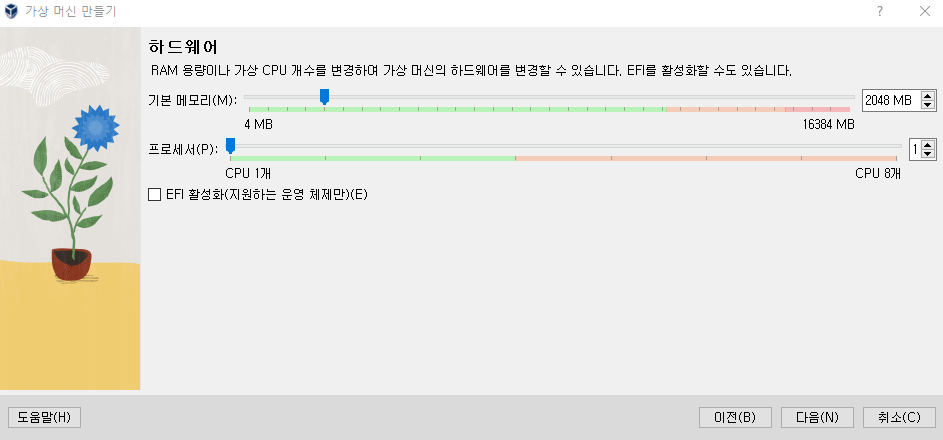 가상 머신 만들기
하드웨어
RAM 용량이나 가상 CPU 개수를 변경하여 가상 머신의 하드웨어를 변경할 수 있습니다. EFI를 활성화할 수도 있습니다.
기본 메모리(M): 2048 MB
4 MB 16384 MB
프로세서(P): 1
CPU 1개 CPU 8개
EFI 활성화(지원하는 운영 체제만)(E)
도움말(H) 이전(B) 다음(N) 취소(C)